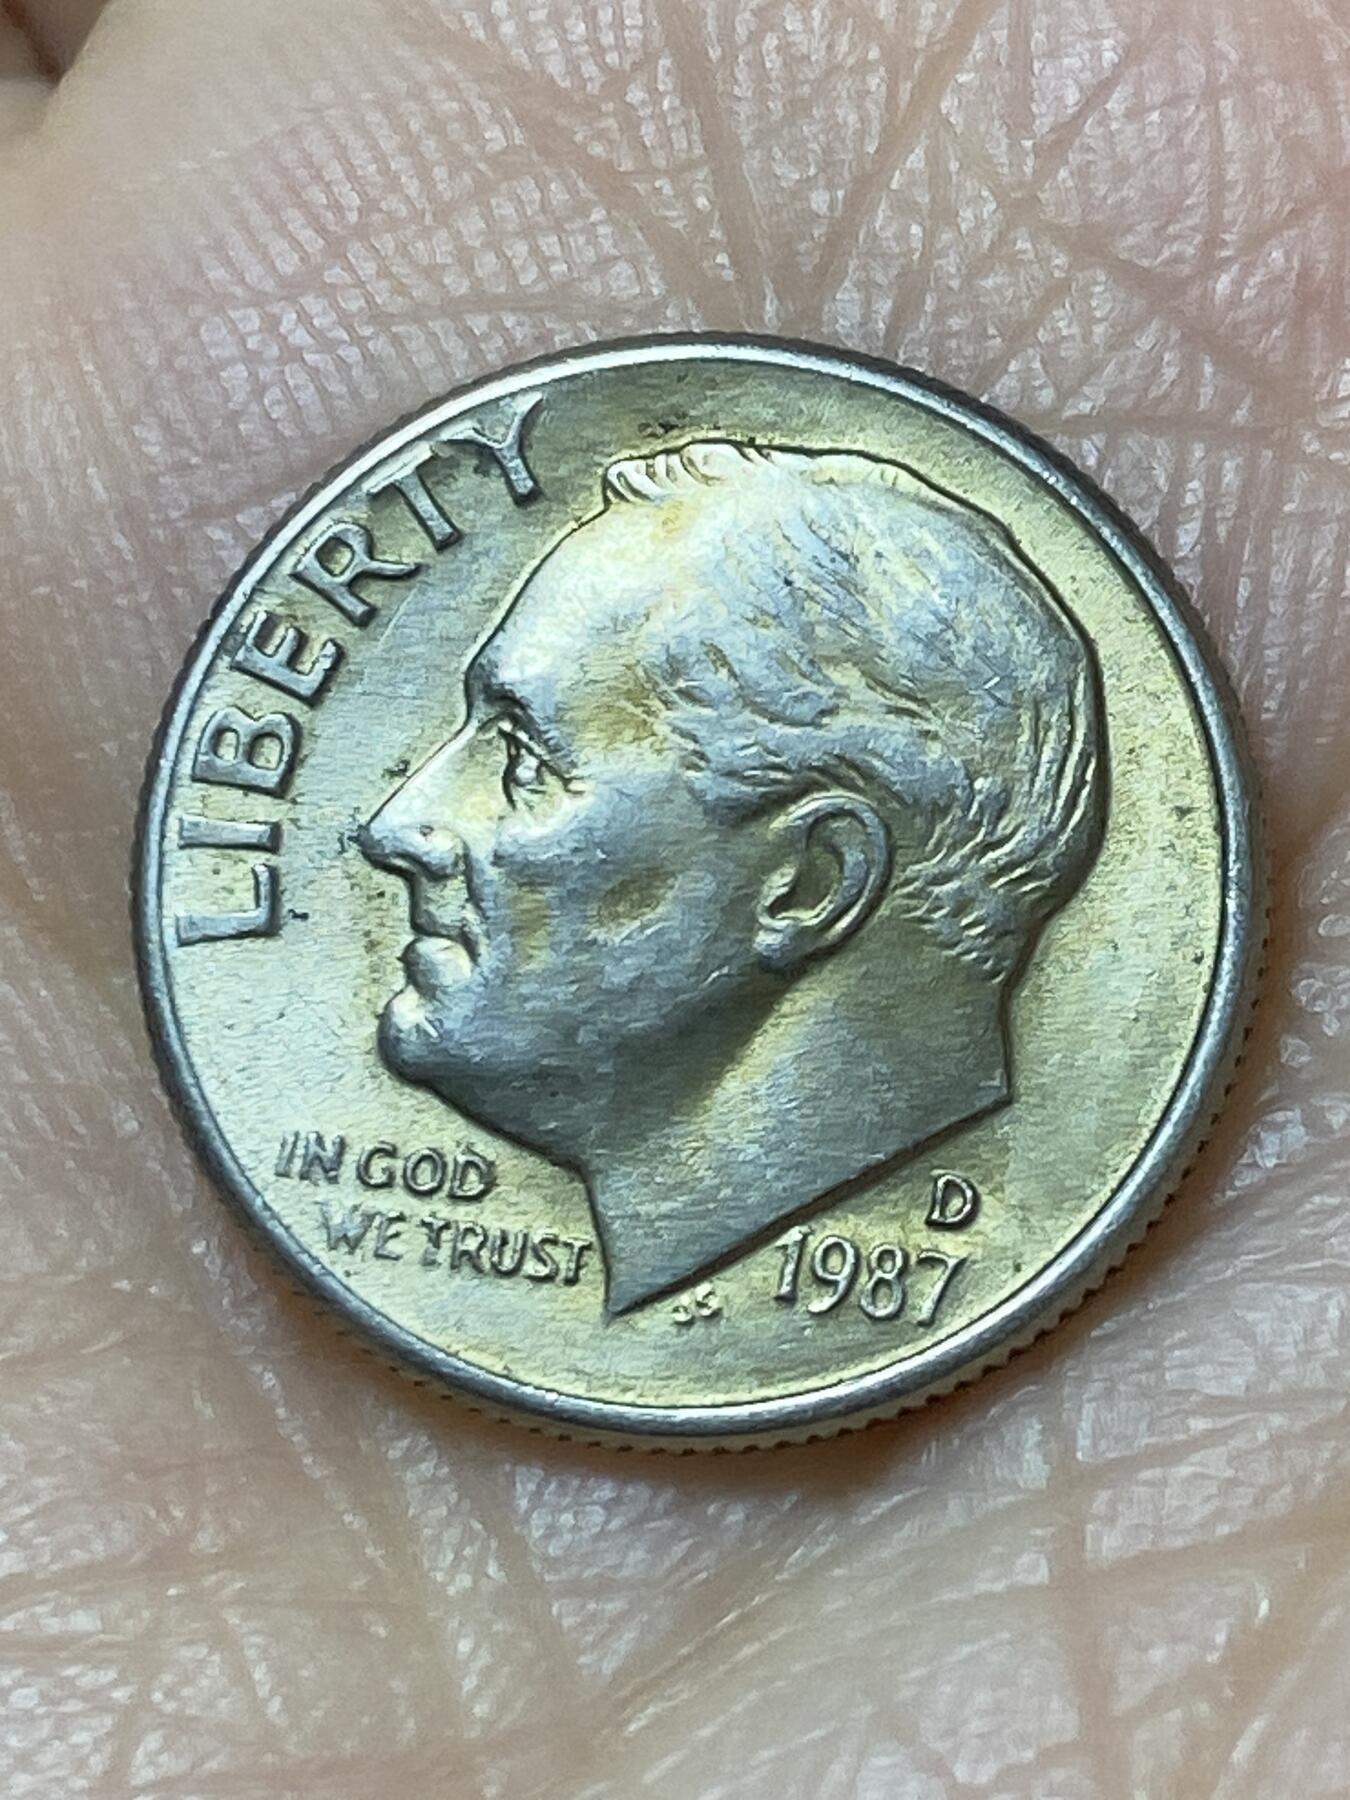 LIBERTY
IN GOD
WE TRUST
JS
D
1987